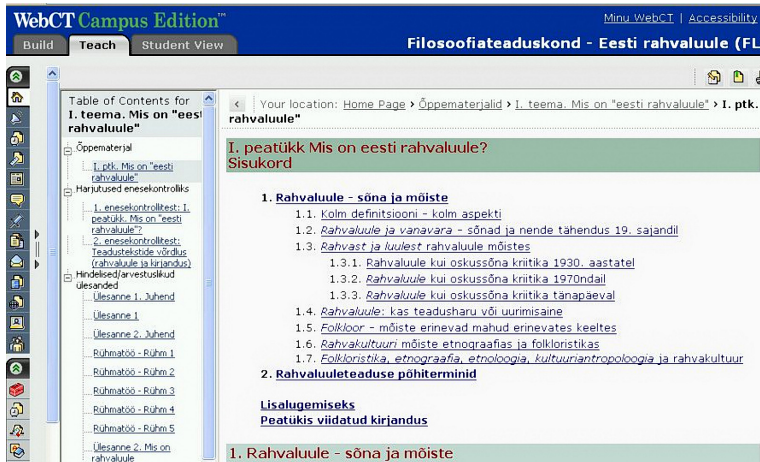 WebCT Campus Edition™
Minu WebCT | Accessibility
Build Teach Student View
Filosoofiateaduskond - Eesti rahvaluule (FL
Table of Contents for
I. teema. Mis on "eesti
rahvaluule"
Õppematerjal
I. ptk. Mis on "eesti
rahvaluule"
Harjutused enesekontrolliks
1. enesekontrollitest: I.
peatükk. Mis on "eesti
rahvaluule"?
2. enesekontrollitest:
Teadustekstide võrdlus
(rahvaluule ja kirjandus)
Hindelised/arvestuslikud
ülesanded
Ülesanne 1. Juhend
Ülesanne 1
Ülesanne 2. Juhend
Rühmatöö - Rühm 1
Rühmatöö - Rühm 2
Rühmatöö - Rühm 3
Rühmatöö - Rühm 4
Rühmatöö - Rühm 5
Ülesanne 2. Mis on
rahvaluule
Your location: Home Page › Õppematerjalid › I. teema. Mis on "eesti rahvaluule" › I. ptk.
rahvaluule"
I. peatükk Mis on eesti rahvaluule?
Sisukord
1. Rahvaluule - sõna ja mõiste
1.1. Kolm definitsiooni - kolm aspekti
1.2. Rahvaluule ja vanavara - sõnad ja nende tähendus 19. sajandil
1.3. Rahvast ja luulest rahvaluule mõistes
1.3.1. Rahvaluule kui oskussõna kriitika 1930. aastatel
1.3.2. Rahvaluule kui oskussõna kriitika 1970ndail
1.3.3. Rahvaluule kui oskussõna kriitika tänapäeval
1.4. Rahvaluule: kas teadusharu või uurimisaine
1.5. Folkloor - mõiste erinevad mahud erinevates keeltes
1.6. Rahvakultuuri mõiste etnograafias ja folkloristikas
1.7. Folkloristika, etnograafia, etnoloogia, kultuuriantropoloogia ja rahvakultuur
2. Rahvaluuleteaduse põhiterminid
Lisalugemiseks
Peatükis viidatud kirjandus
1. Rahvaluule - sõna ja mõiste